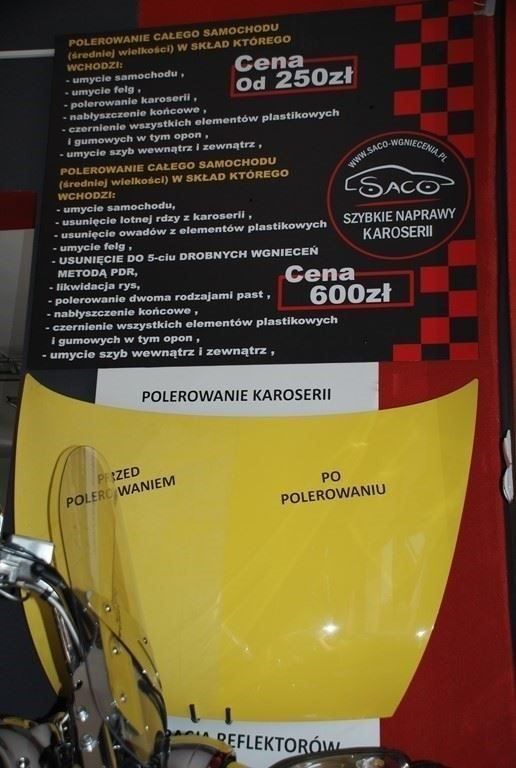 POLEROWANIE CAŁEGO SAMOCHODU
(średniej wielkości) W SKŁAD KTÓREGO
WCHODZI:
- umycie samochodu ,
- umycie felg ,
- polerowanie karoserii ,
- nabłyszczenie końcowe ,
- czernienie wszystkich elementów plastikowych
i gumowych w tym opon ,
- umycie szyb wewnątrz i zewnątrz ,
Cena
Od 250zł
POLEROWANIE CAŁEGO SAMOCHODU
(średniej wielkości) W SKŁAD KTÓREGO
WCHODZI:
- umycie samochodu,
- usunięcie lotnej rdzy z karoserii ,
- usunięcie owadów z elementów plastikowych
- umycie felg ,
- USUNIĘCIE DO 5-ciu DROBNYCH WGNIECEŃ
METODĄ PDR,
- likwidacja rys,
- polerowanie dwoma rodzajami past ,
- nabłyszczenie końcowe ,
- czernienie wszystkich elementów plastikowych
i gumowych w tym opon ,
- umycie szyb wewnątrz i zewnątrz ,
Cena
600zł
WWW.SACO-WGNIECENIA.PL
SACO
SZYBKIE NAPRAWY
KAROSERII
POLEROWANIE KAROSERII
PRZED
POLEROWANIEM
PO
POLEROWANIU
REFLEKTORÓW